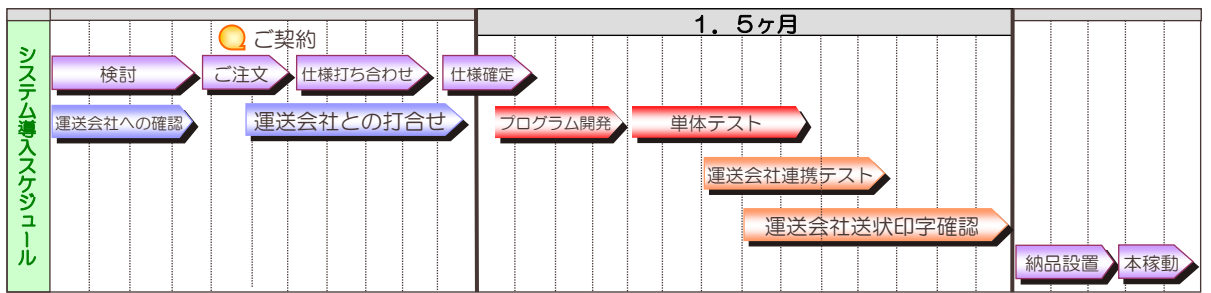 システム導入スケジュール
1．5ヶ月
ご契約
検討
ご注文
仕様打ち合わせ
仕様確定
運送会社への確認
運送会社との打合せ
プログラム開発
単体テスト
運送会社連携テスト
運送会社送状印字確認
納品設置
本稼動